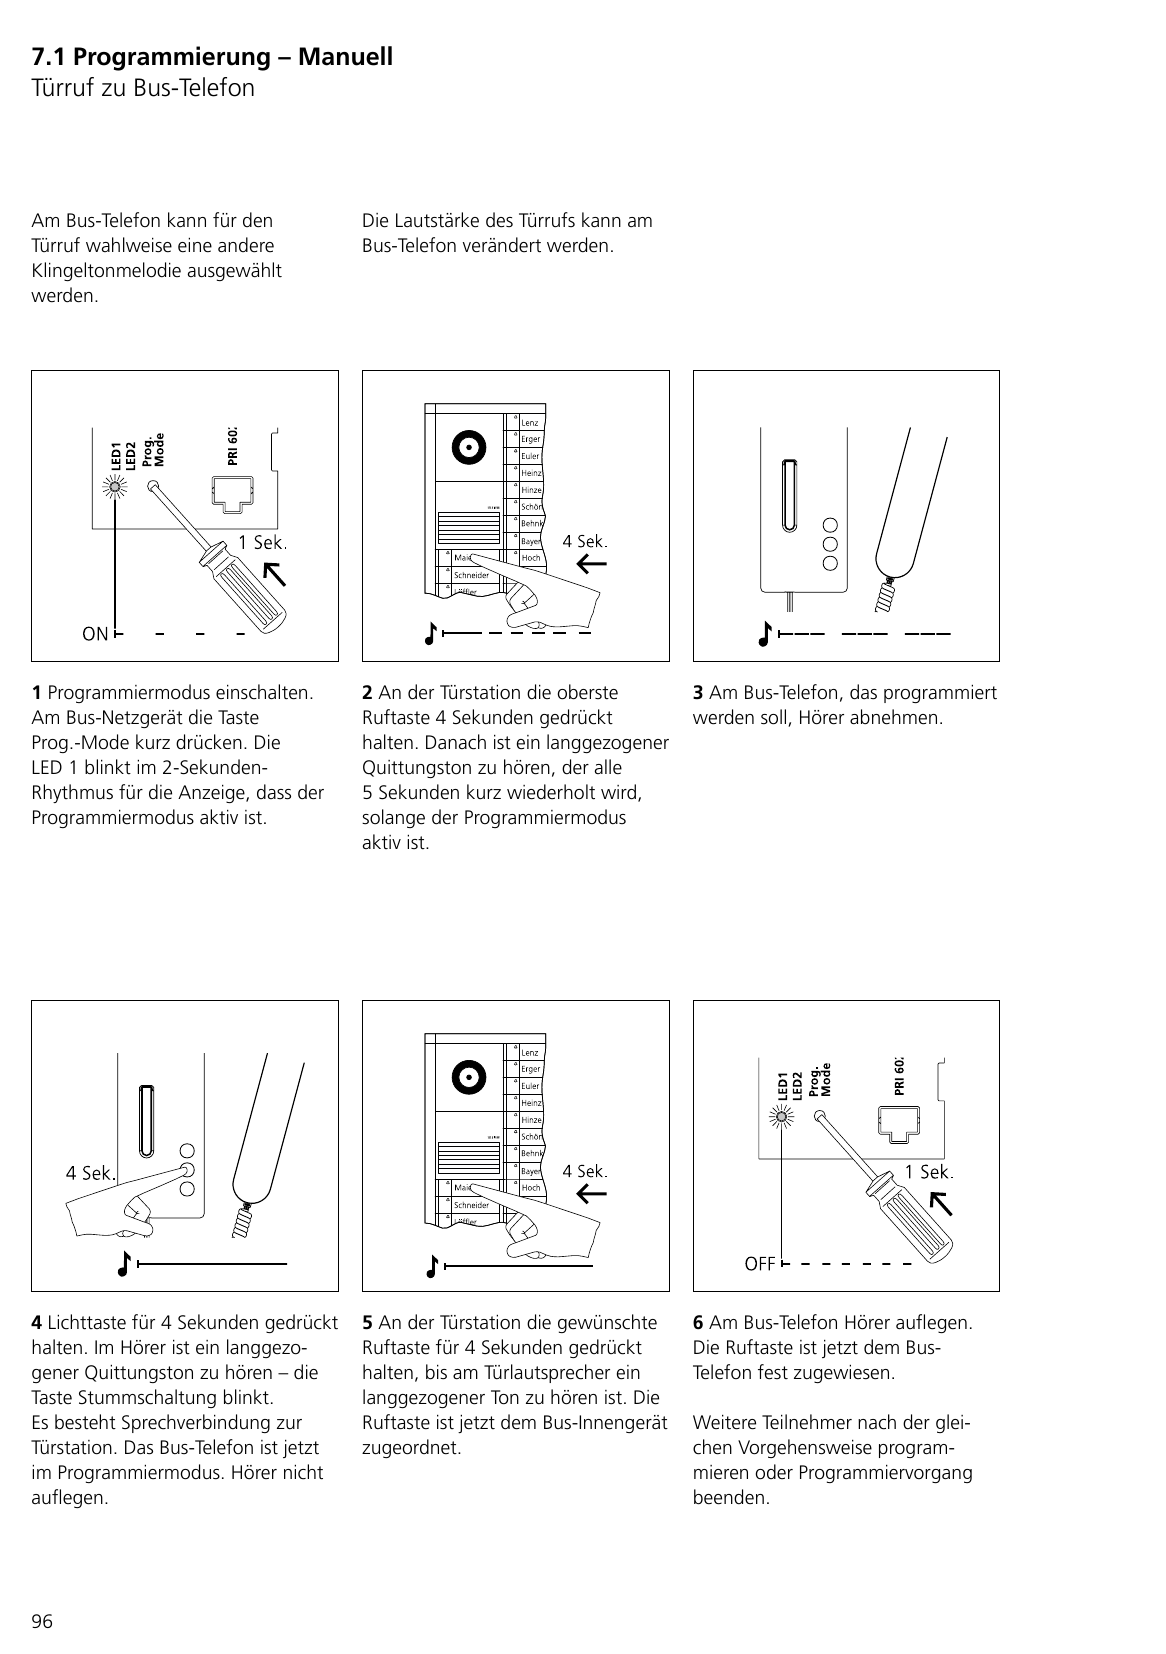 7.1 Programmierung – Manuell
Türruf zu Bus-Telefon
Am Bus-Telefon kann für den
Türruf wahlweise eine andere
Klingeltonmelodie ausgewählt
werden.
Die Lautstärke des Türrufs kann am
Bus-Telefon verändert werden.
LED1
LED2
Prog.
Mode
PRI 602
1 Sek.
ON
Lenz
Erger
Euler
Heinz
Hinze
Schön
Behnk
Bayer
Hoch
Maie
Schneider
Löffler
4 Sek.
1 Programmiermodus einschalten.
Am Bus-Netzgerät die Taste
Prog.-Mode kurz drücken. Die
LED 1 blinkt im 2-Sekunden-
Rhythmus für die Anzeige, dass der
Programmiermodus aktiv ist.
2 An der Türstation die oberste
Ruftaste 4 Sekunden gedrückt
halten. Danach ist ein langgezogener
Quittungston zu hören, der alle
5 Sekunden kurz wiederholt wird,
solange der Programmiermodus
aktiv ist.
3 Am Bus-Telefon, das programmiert
werden soll, Hörer abnehmen.
4 Sek.
Lenz
Erger
Euler
Heinz
Hinze
Schön
Behnk
Bayer
Hoch
Maie
Schneider
Löffler
4 Sek.
LED1
LED2
Prog.
Mode
PRI 602
1 Sek.
OFF
4 Lichttaste für 4 Sekunden gedrückt
halten. Im Hörer ist ein langgezo-
gener Quittungston zu hören – die
Taste Stummschaltung blinkt.
Es besteht Sprechverbindung zur
Türstation. Das Bus-Telefon ist jetzt
im Programmiermodus. Hörer nicht
auflegen.
5 An der Türstation die gewünschte
Ruftaste für 4 Sekunden gedrückt
halten, bis am Türlautsprecher ein
langgezogener Ton zu hören ist. Die
Ruftaste ist jetzt dem Bus-Innengerät
zugeordnet.
6 Am Bus-Telefon Hörer auflegen.
Die Ruftaste ist jetzt dem Bus-
Telefon fest zugewiesen.
Weitere Teilnehmer nach der glei-
chen Vorgehensweise program-
mieren oder Programmiervorgang
beenden.
96